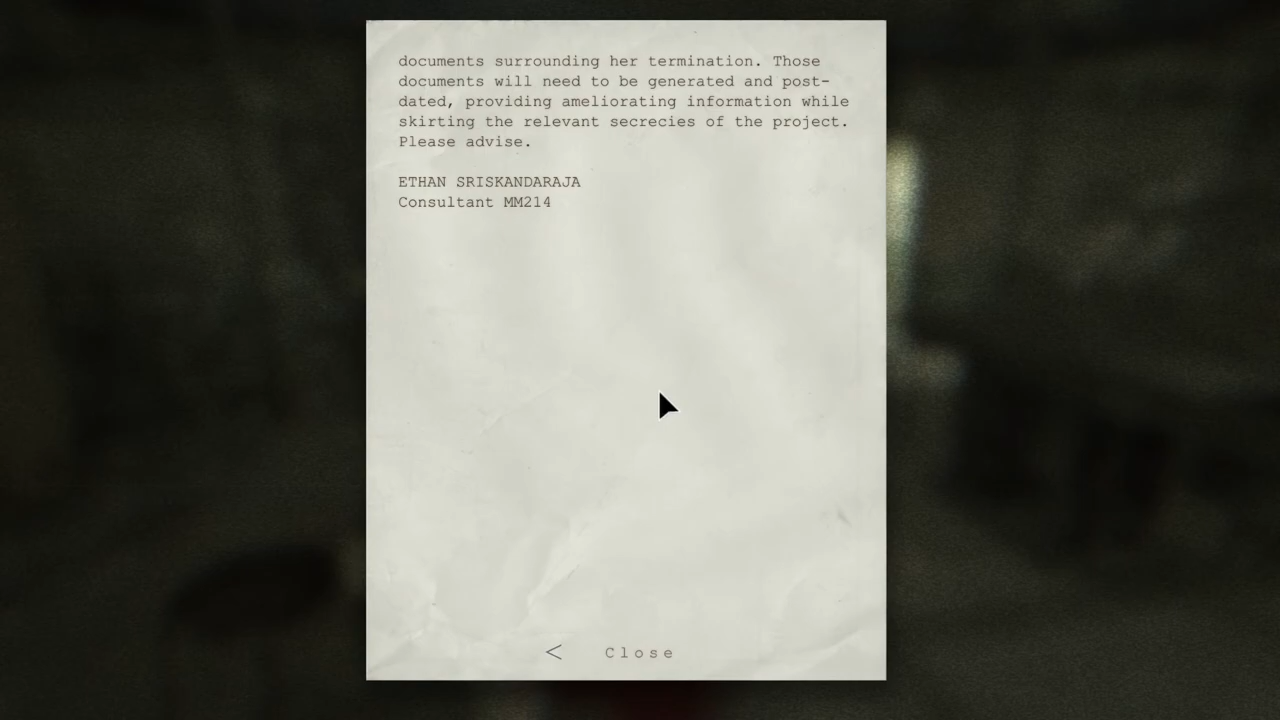 documents surrounding her termination. Those
documents will need to be generated and post-
dated, providing ameliorating information while
skirting the relevant secrecies of the project.
Please advise.
ETHAN SRISKANDARAJA
Consultant MM214
< Close